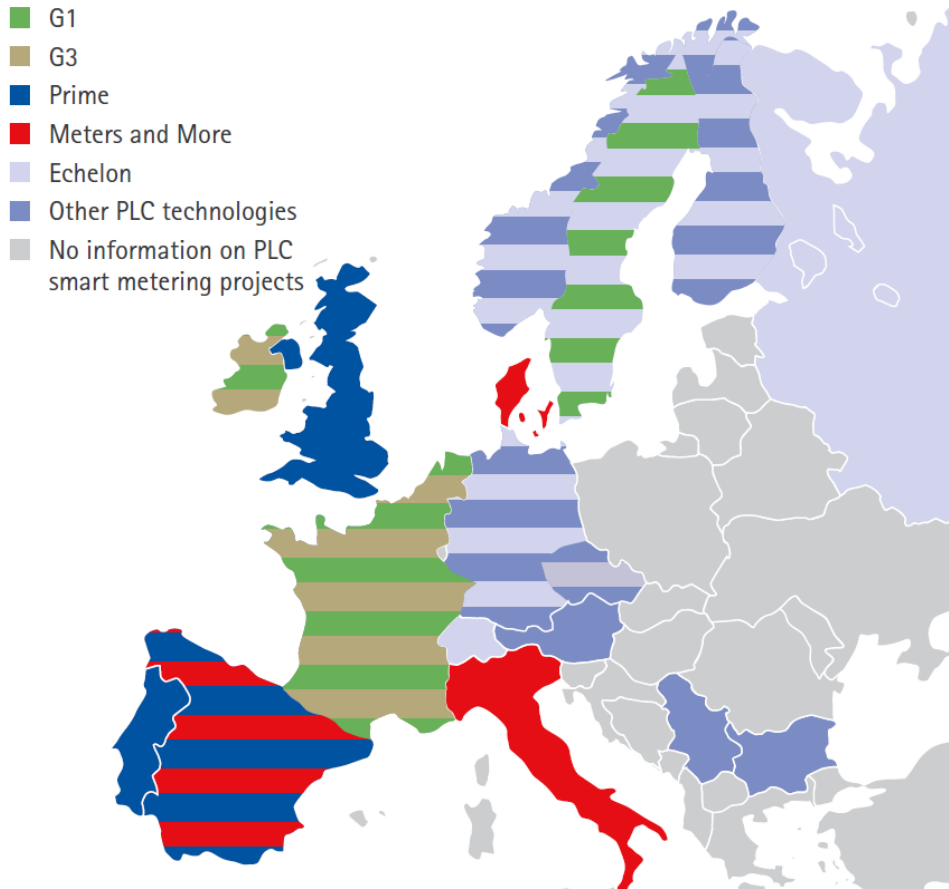 G1
G3
Prime
Meters and More
Echelon
Other PLC technologies
No information on PLC
smart metering projects